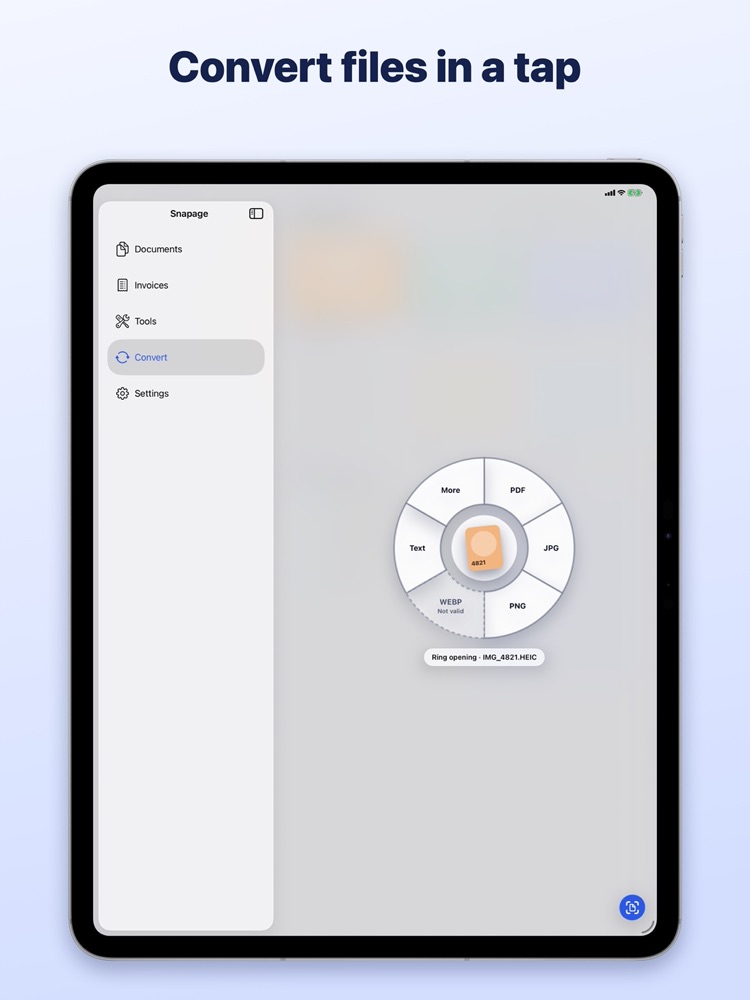 Convert files in a tap
Snapage
Documents
Invoices
Tools
Convert
Settings
More
PDF
Text
4821
JPG
WEBP
Not valid
PNG
Ring opening · IMG_4821.HEIC